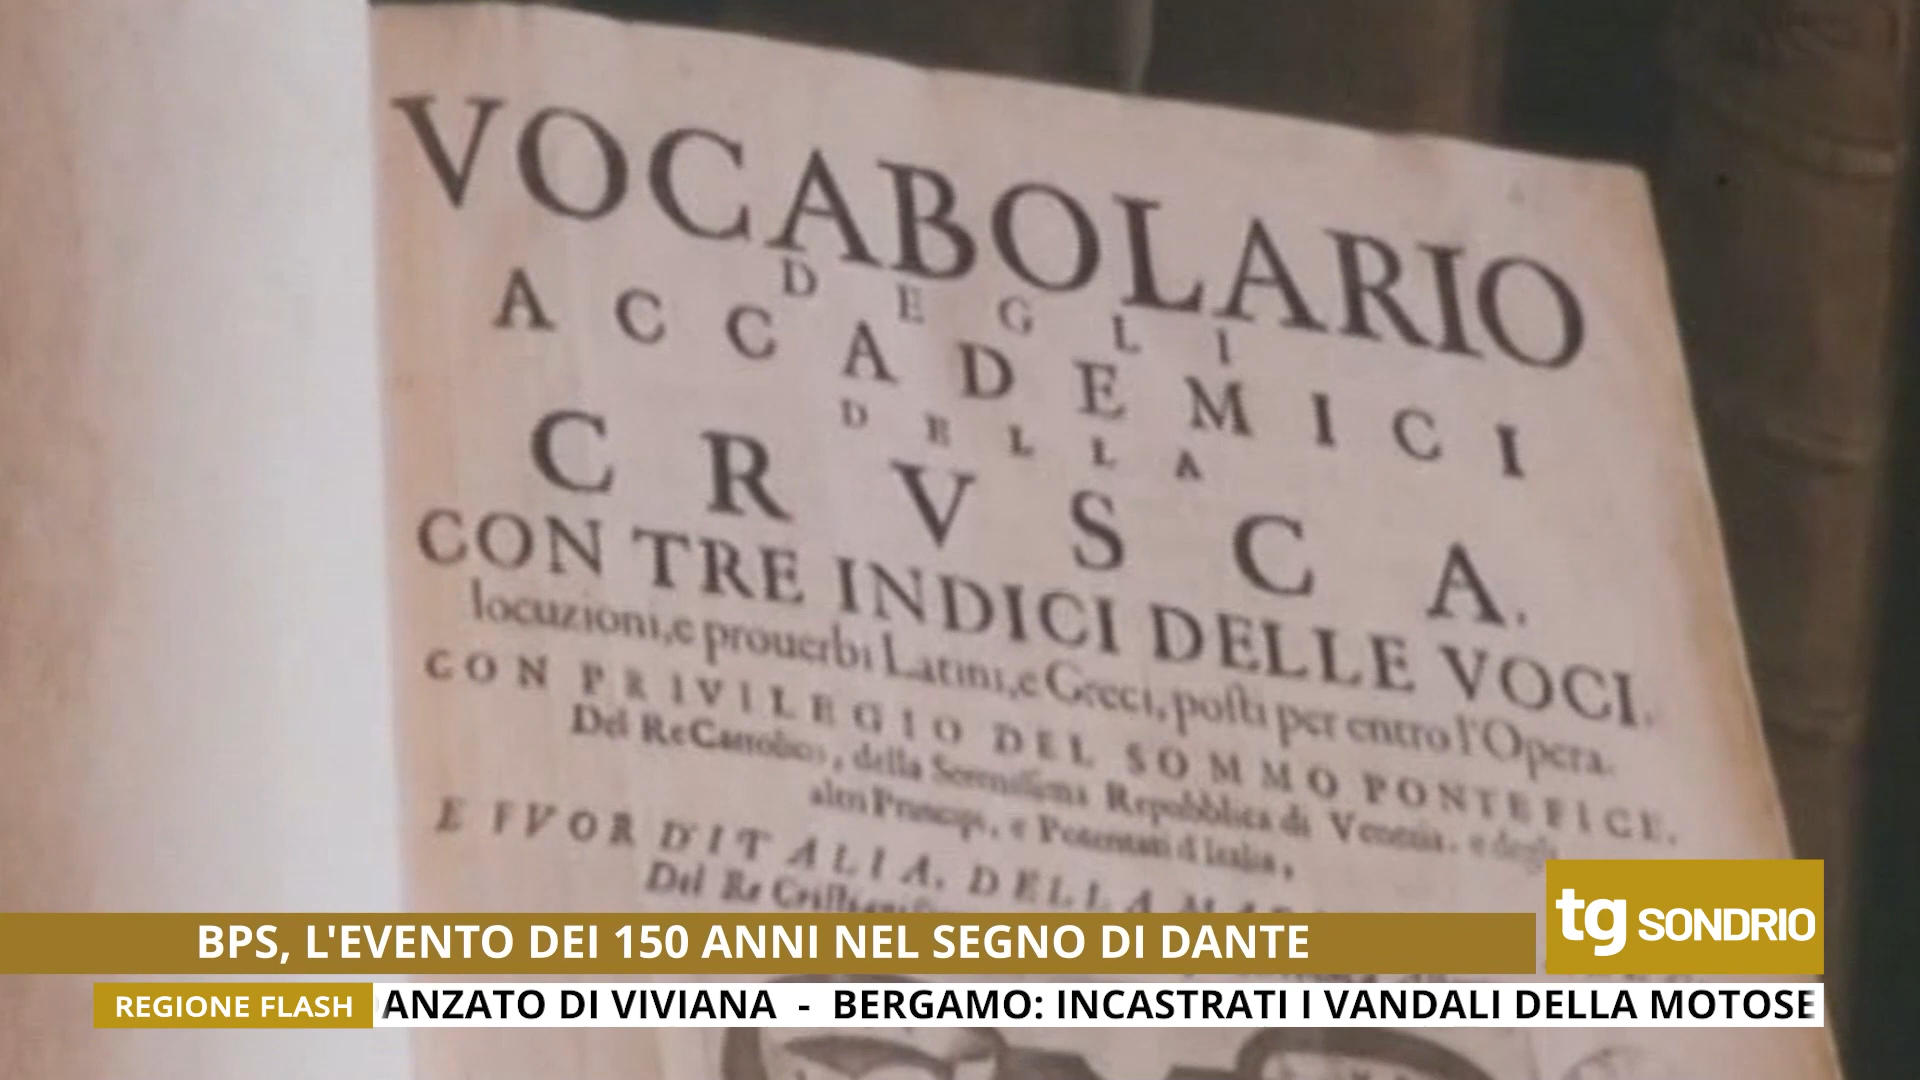 VOCABOLARIO
DEGLI
ACCADEMICI
DELLA
CRVSCA.
CON TRE INDICI DELLE VOCI,
locuzioni, e prouerbi Latini, e Greci, poſti per entro l'Opera.
CON PRIVILEGIO DEL SOMMO PONTEFICE,
Del Re Cattolico, della Sereniſſima Repubblica di Venezia, e degli
altri Principi, e Potentati d'Italia,
E FVOR D'ITALIA, DELLA
Del Re
tg SONDRIO
BPS, L'EVENTO DEI 150 ANNI NEL SEGNO DI DANTE
REGIONE FLASH ANZATO DI VIVIANA - BERGAMO: INCASTRATI I VANDALI DELLA MOTOSE